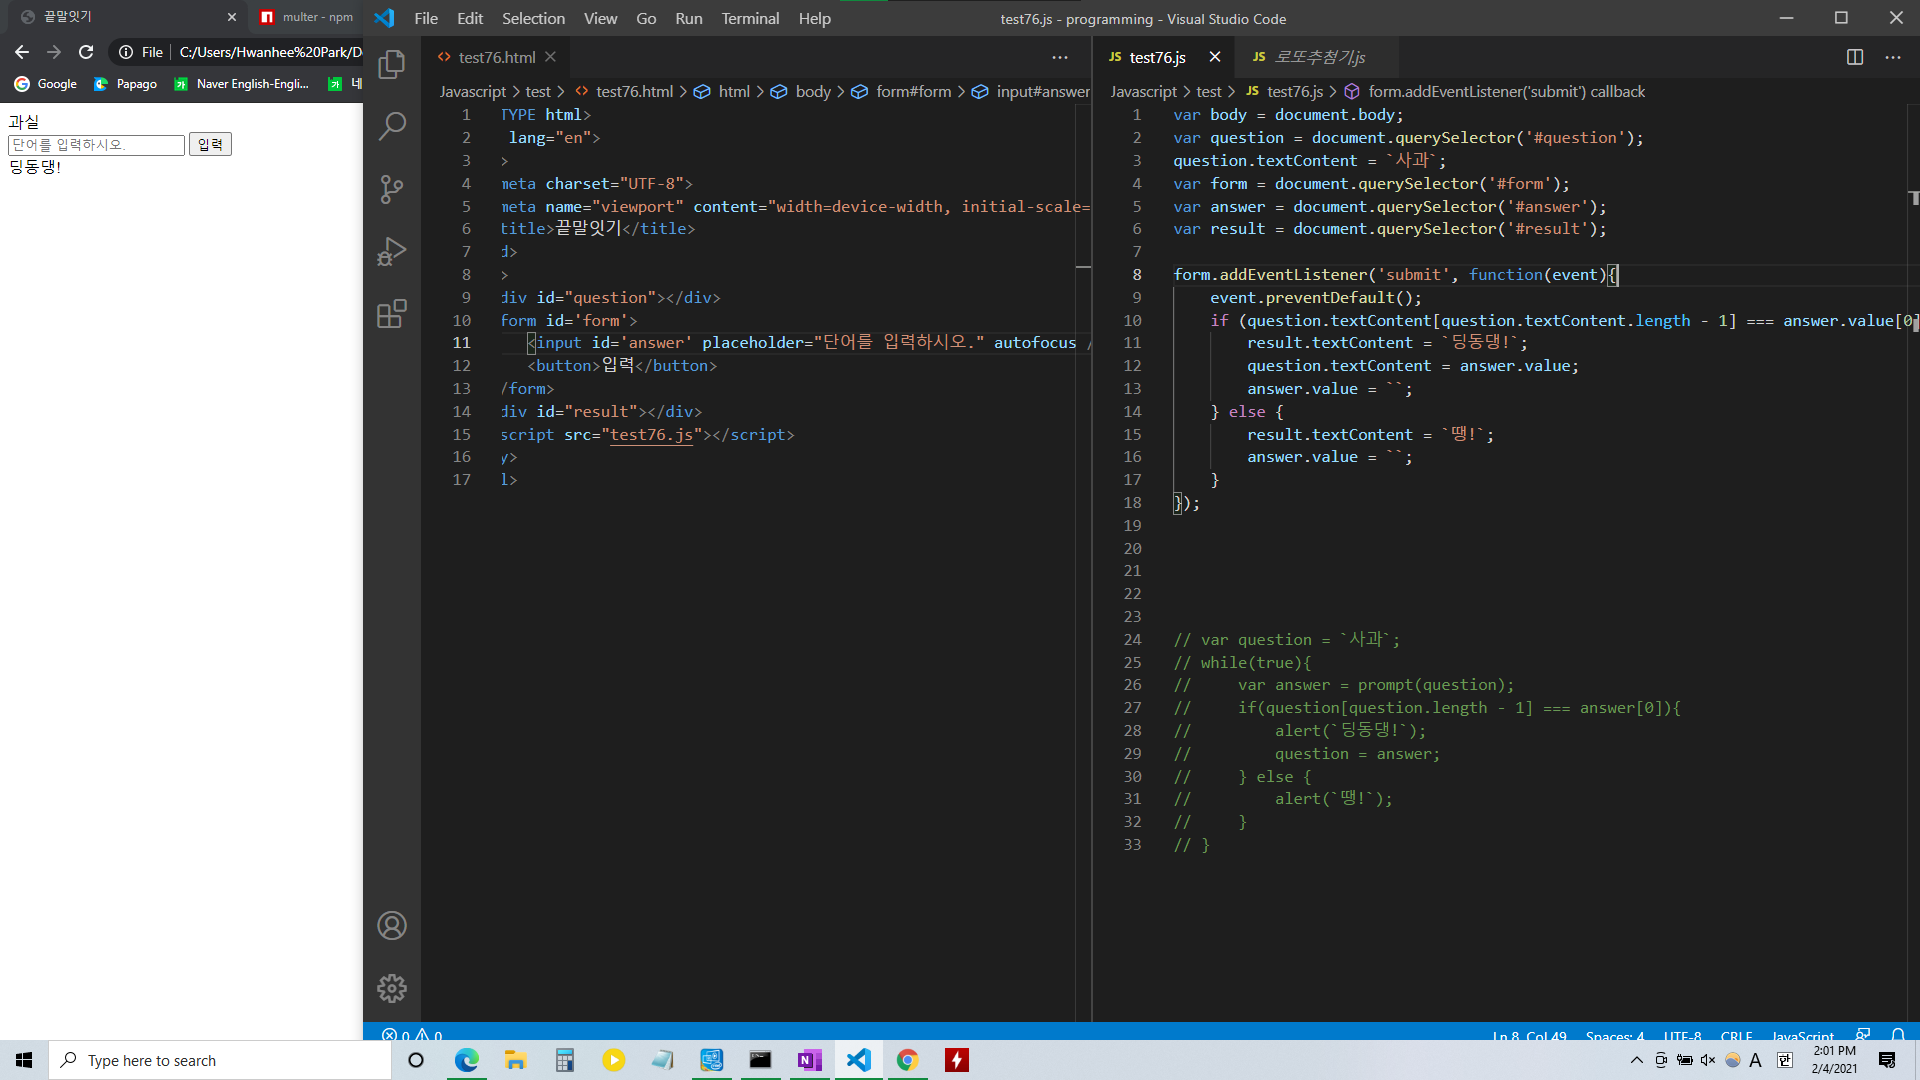 끝말잇기
multer - npm
File
C:/Users/Hwanhee%20Park/D
Google
Papago
Naver English-Engli...
네
과실
단어를 입력하시오.
입력
딩동댕!
File Edit Selection View Go Run Terminal Help
test76.js - programming - Visual Studio Code
test76.html
Javascript > test > test76.html > html > body > form#form > input#answer
1 TYPE html>
2 lang="en">
3 >
4 meta charset="UTF-8">
5 meta name="viewport" content="width=device-width, initial-scale=
6 title>끝말잇기</title>
7 d>
8 >
9 div id="question"></div>
10 form id='form'>
11 <input id='answer' placeholder="단어를 입력하시오." autofocus /
12 <button>입력</button>
13 /form>
14 div id="result"></div>
15 script src="test76.js"></script>
16 y>
17 l>
JS test76.js
JS 로또추첨기.js
Javascript > test > JS test76.js > form.addEventListener('submit') callback
1 var body = document.body;
2 var question = document.querySelector('#question');
3 question.textContent = `사과`;
4 var form = document.querySelector('#form');
5 var answer = document.querySelector('#answer');
6 var result = document.querySelector('#result');
7
8 form.addEventListener('submit', function(event){
9 event.preventDefault();
10 if (question.textContent[question.textContent.length - 1] === answer.value[0]
11 result.textContent = `딩동댕!`;
12 question.textContent = answer.value;
13 answer.value = ``;
14 } else {
15 result.textContent = `땡!`;
16 answer.value = ``;
17 }
18 });
19
20
21
22
23
24 // var question = `사과`;
25 // while(true){
26 // var answer = prompt(question);
27 // if(question[question.length - 1] === answer[0]){
28 // alert(`딩동댕!`);
29 // question = answer;
30 // } else {
31 // alert(`땡!`);
32 // }
33 // }
0 0
Ln 8, Col 49 Spaces: 4 UTF-8 CRLF JavaScript
Type here to search
A 한
2:01 PM
2/4/2021